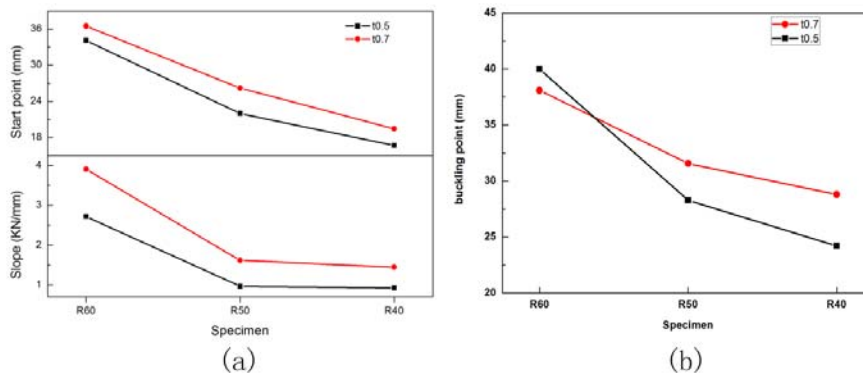 t0.5
t0.7
36
30
24
18
Start point (mm)
4
3
2
1
Slope (KN/mm)
R60 R50 R40
Specimen
(a)
45
40
35
30
25
20
buckling point (mm)
t0.7
t0.5
R60 R50 R40
Specimen
(b)